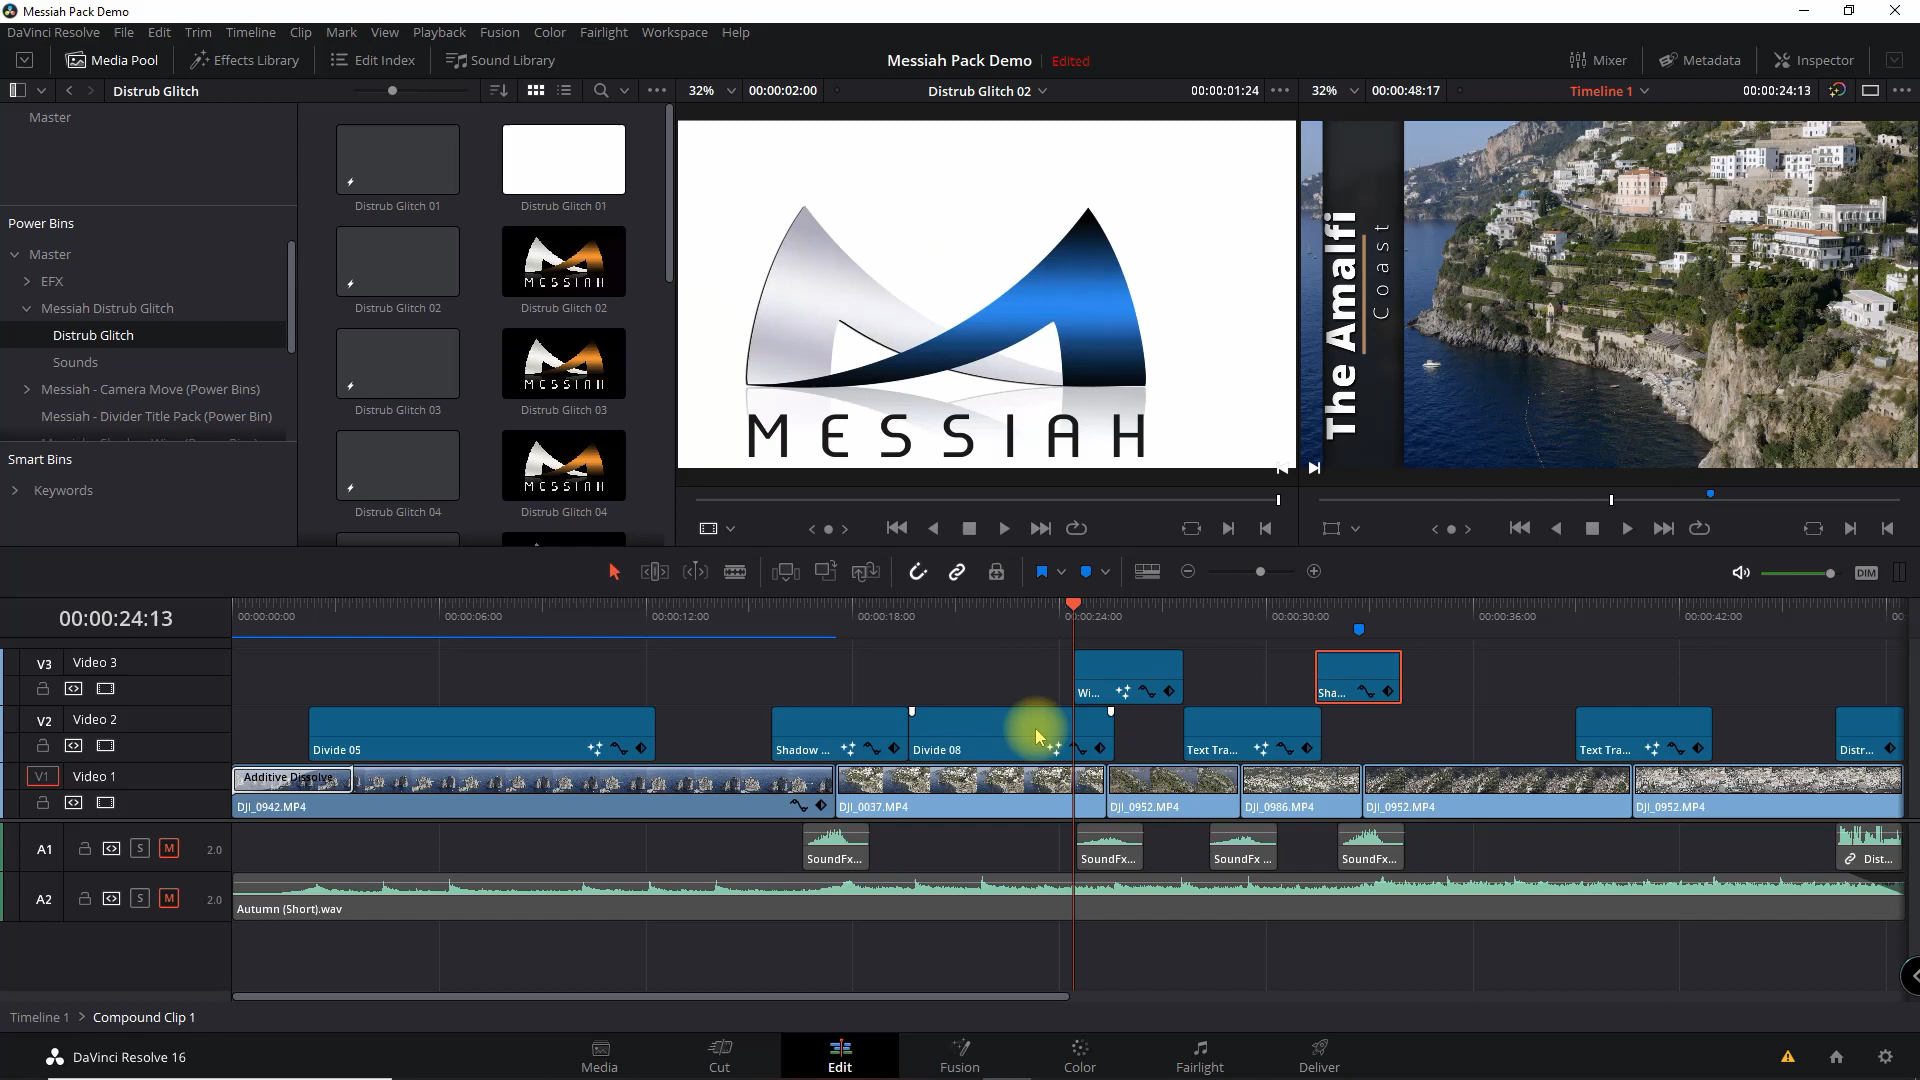 Messiah Pack Demo
DaVinci Resolve File Edit Trim Timeline Clip Mark View Playback Fusion Color Fairlight Workspace Help
Media Pool Effects Library Edit Index Sound Library Messiah Pack Demo Edited Mixer Metadata Inspector
Distrub Glitch 32% 00:00:02:00 Distrub Glitch 02 00:00:01:24 32% 00:00:48:17 Timeline 1 00:00:24:13
Master
Power Bins
Master
EFX
Messiah Distrub Glitch
Distrub Glitch
Sounds
Messiah - Camera Move (Power Bins)
Messiah - Divider Title Pack (Power Bin)
Smart Bins
Keywords
Distrub Glitch 01 Distrub Glitch 01
MESSIAH
Distrub Glitch 02 Distrub Glitch 02
MESSIAH
Distrub Glitch 03 Distrub Glitch 03
MESSIAH
Distrub Glitch 04 Distrub Glitch 04
MESSIAH
The Amalfi
Coast
DIM
00:00:24:13 00:00:00:00 00:00:06:00 00:00:12:00 00:00:18:00 00:00:24:00 00:00:30:00 00:00:36:00 00:00:42:00 00
V3 Video 3
Wi... Sha...
V2 Video 2
Divide 05 Shadow ... Divide 08 Text Tra... Text Tra... Distr...
V1 Video 1 Additive Dissolve
DJI_0942.MP4 DJI_0037.MP4 DJI_0952.MP4 DJI_0986.MP4 DJI_0952.MP4 DJI_0952.MP4
A1 S M 2.0
SoundFx... SoundFx... SoundFx ... SoundFx... Dist...
A2 S M 2.0
Autumn (Short).wav
Timeline 1 > Compound Clip 1
DaVinci Resolve 16 Media Cut Edit Fusion Color Fairlight Deliver